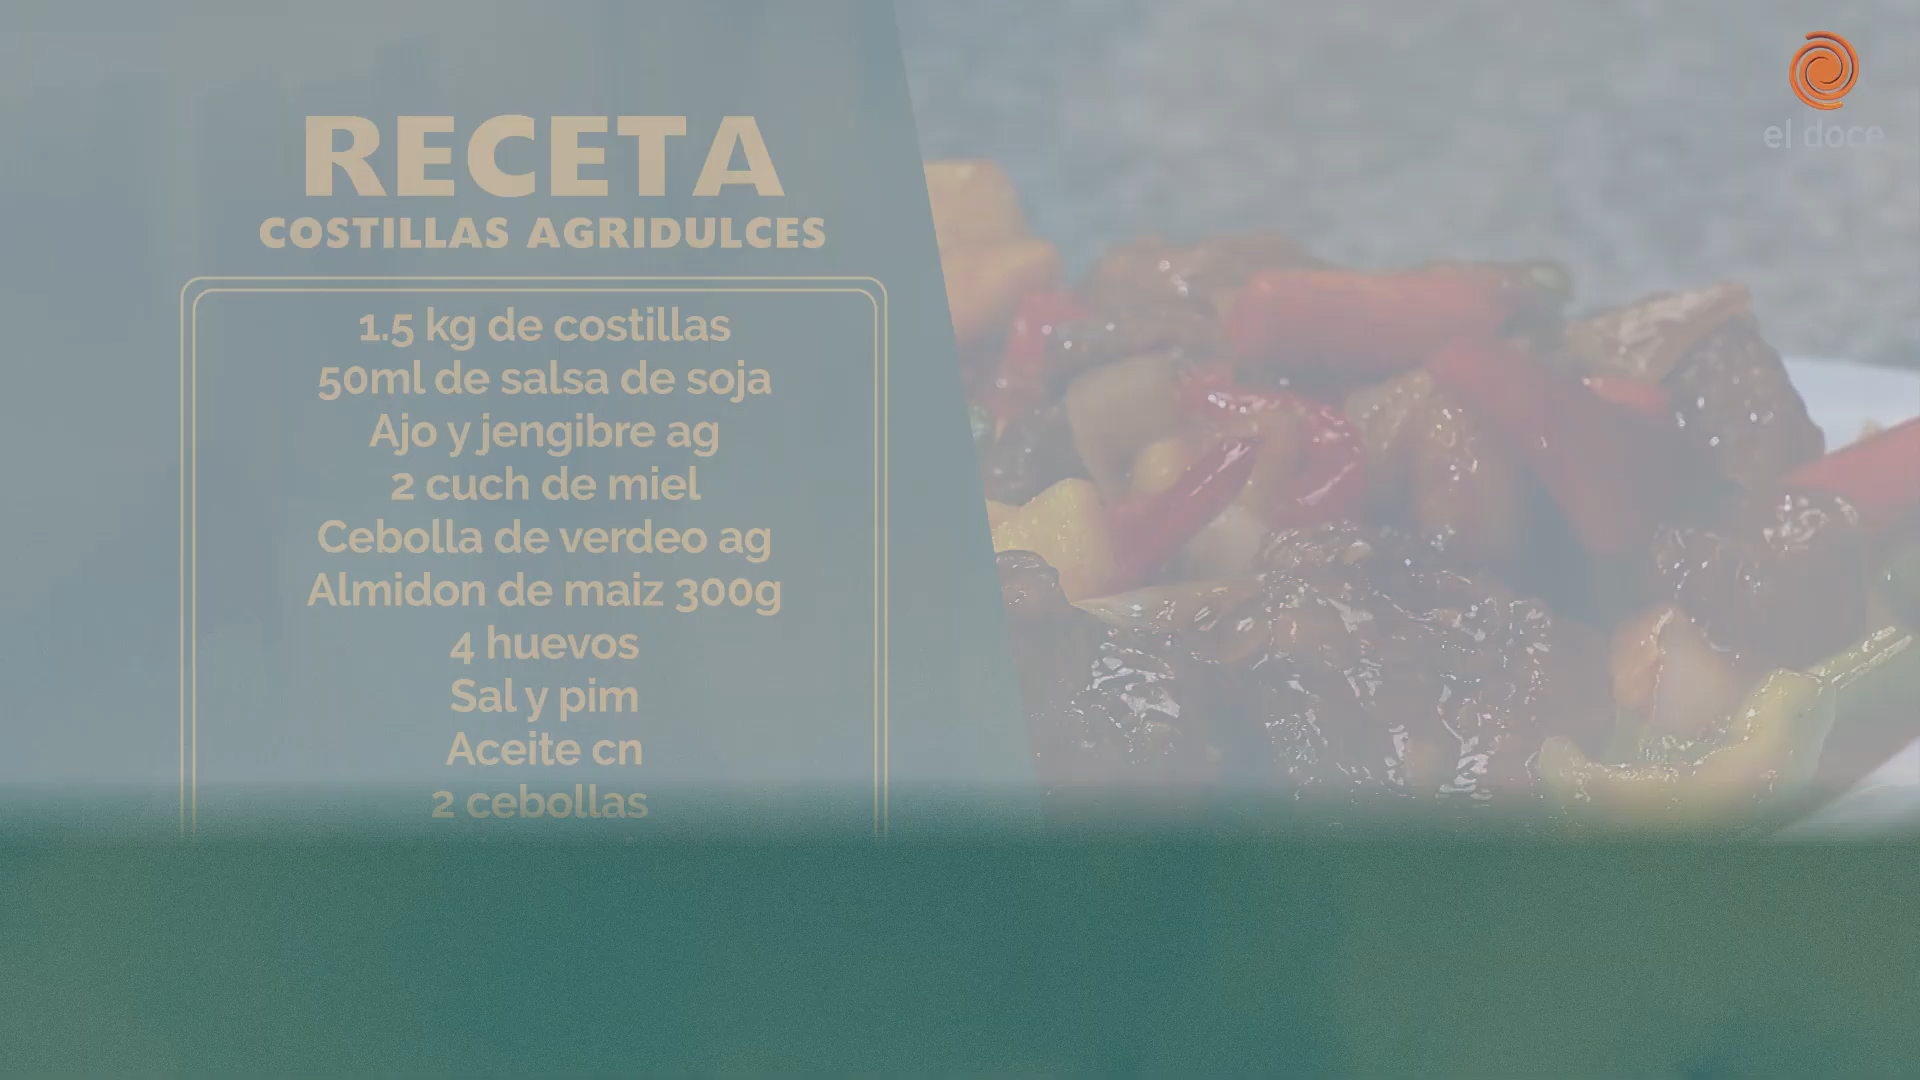 RECETA
COSTILLAS AGRIDULCES
1.5 kg de costillas
50ml de salsa de soja
Ajo y jengibre ag
2 cuch de miel
Cebolla de verdeo ag
Almidon de maiz 300g
4 huevos
Sal y pim
Aceite cn
2 cebollas
el doce